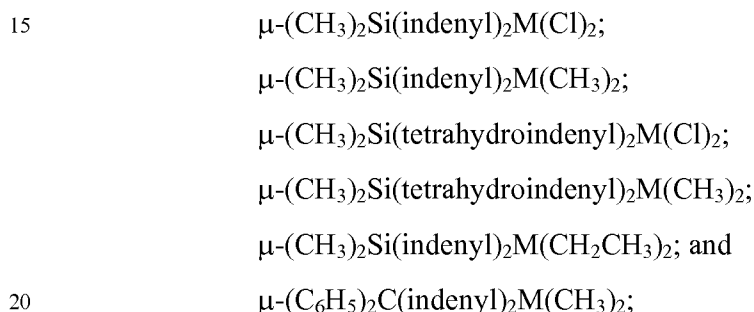 15 μ-(CH₃)₂Si(indenyl)₂M(Cl)₂;
μ-(CH₃)₂Si(indenyl)₂M(CH₃)₂;
μ-(CH₃)₂Si(tetrahydroindenyl)₂M(Cl)₂;
μ-(CH₃)₂Si(tetrahydroindenyl)₂M(CH₃)₂;
μ-(CH₃)₂Si(indenyl)₂M(CH₂CH₃)₂; and
20 μ-(C₆H₅)₂C(indenyl)₂M(CH₃)₂;